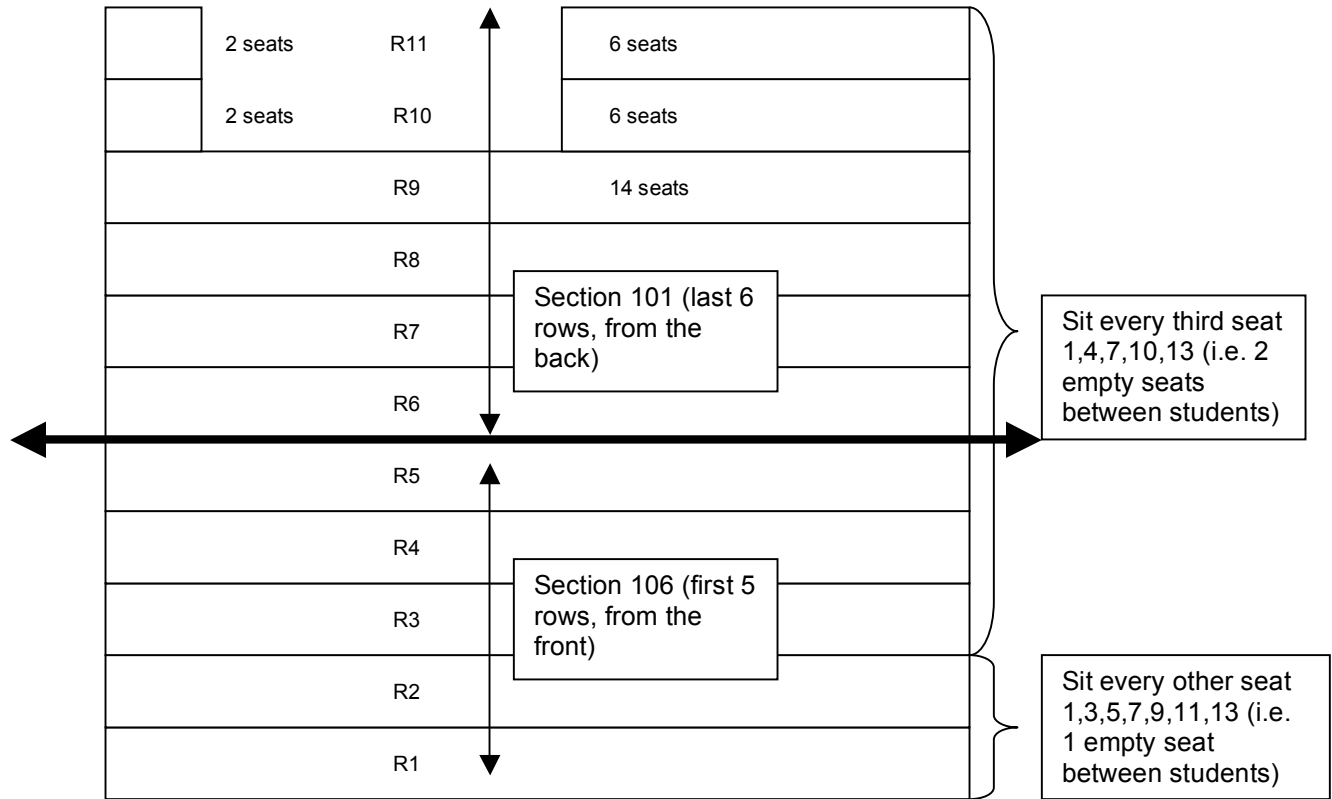 2 seats R11 6 seats
2 seats R10 6 seats
R9 14 seats
R8
Section 101 (last 6
rows, from the
back)
R7
R6
Sit every third seat
1,4,7,10,13 (i.e. 2
empty seats
between students)
R5
R4
Section 106 (first 5
rows, from the
front)
R3
R2
R1
Sit every other seat
1,3,5,7,9,11,13 (i.e.
1 empty seat
between students)